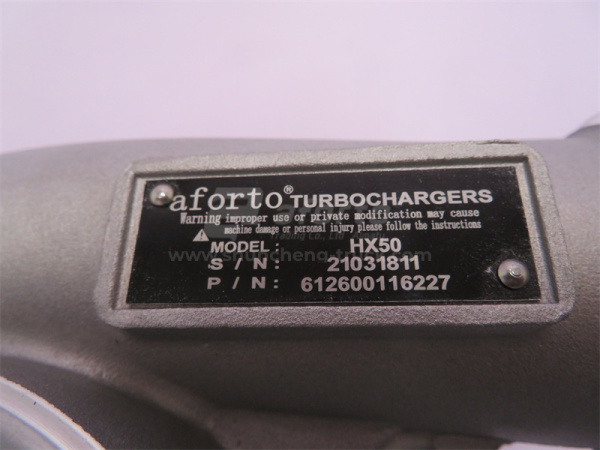 aforto® TURBOCHARGERS
Warning improper use or private modification may cause
machine damage or personal injury please follow the instructions
MODEL : HX50
S / N : 21031811
P / N : 612600116227